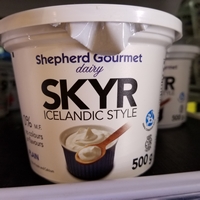 Shepherd Gourmet
dairy
SKYR
ICELANDIC STYLE
% M.F.
500 g